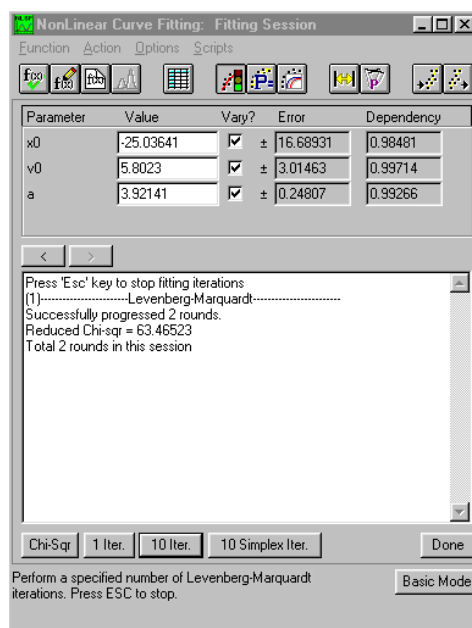 NonLinear Curve Fitting: Fitting Session
Function Action Options Scripts
Parameter Value Vary? Error Dependency
x0 -25.03641 ± 16.68931 0.98481
v0 5.8023 ± 3.01463 0.99714
a 3.92141 ± 0.24807 0.99266
< >
Press 'Esc' key to stop fitting iterations
(1)------------------------Levenberg-Marquardt------------------------
Successfully progressed 2 rounds.
Reduced Chi-sqr = 63.46523
Total 2 rounds in this session
Chi-Sqr 1 Iter. 10 Iter. 10 Simplex Iter. Done
Perform a specified number of Levenberg-Marquardt
iterations. Press ESC to stop.
Basic Mode